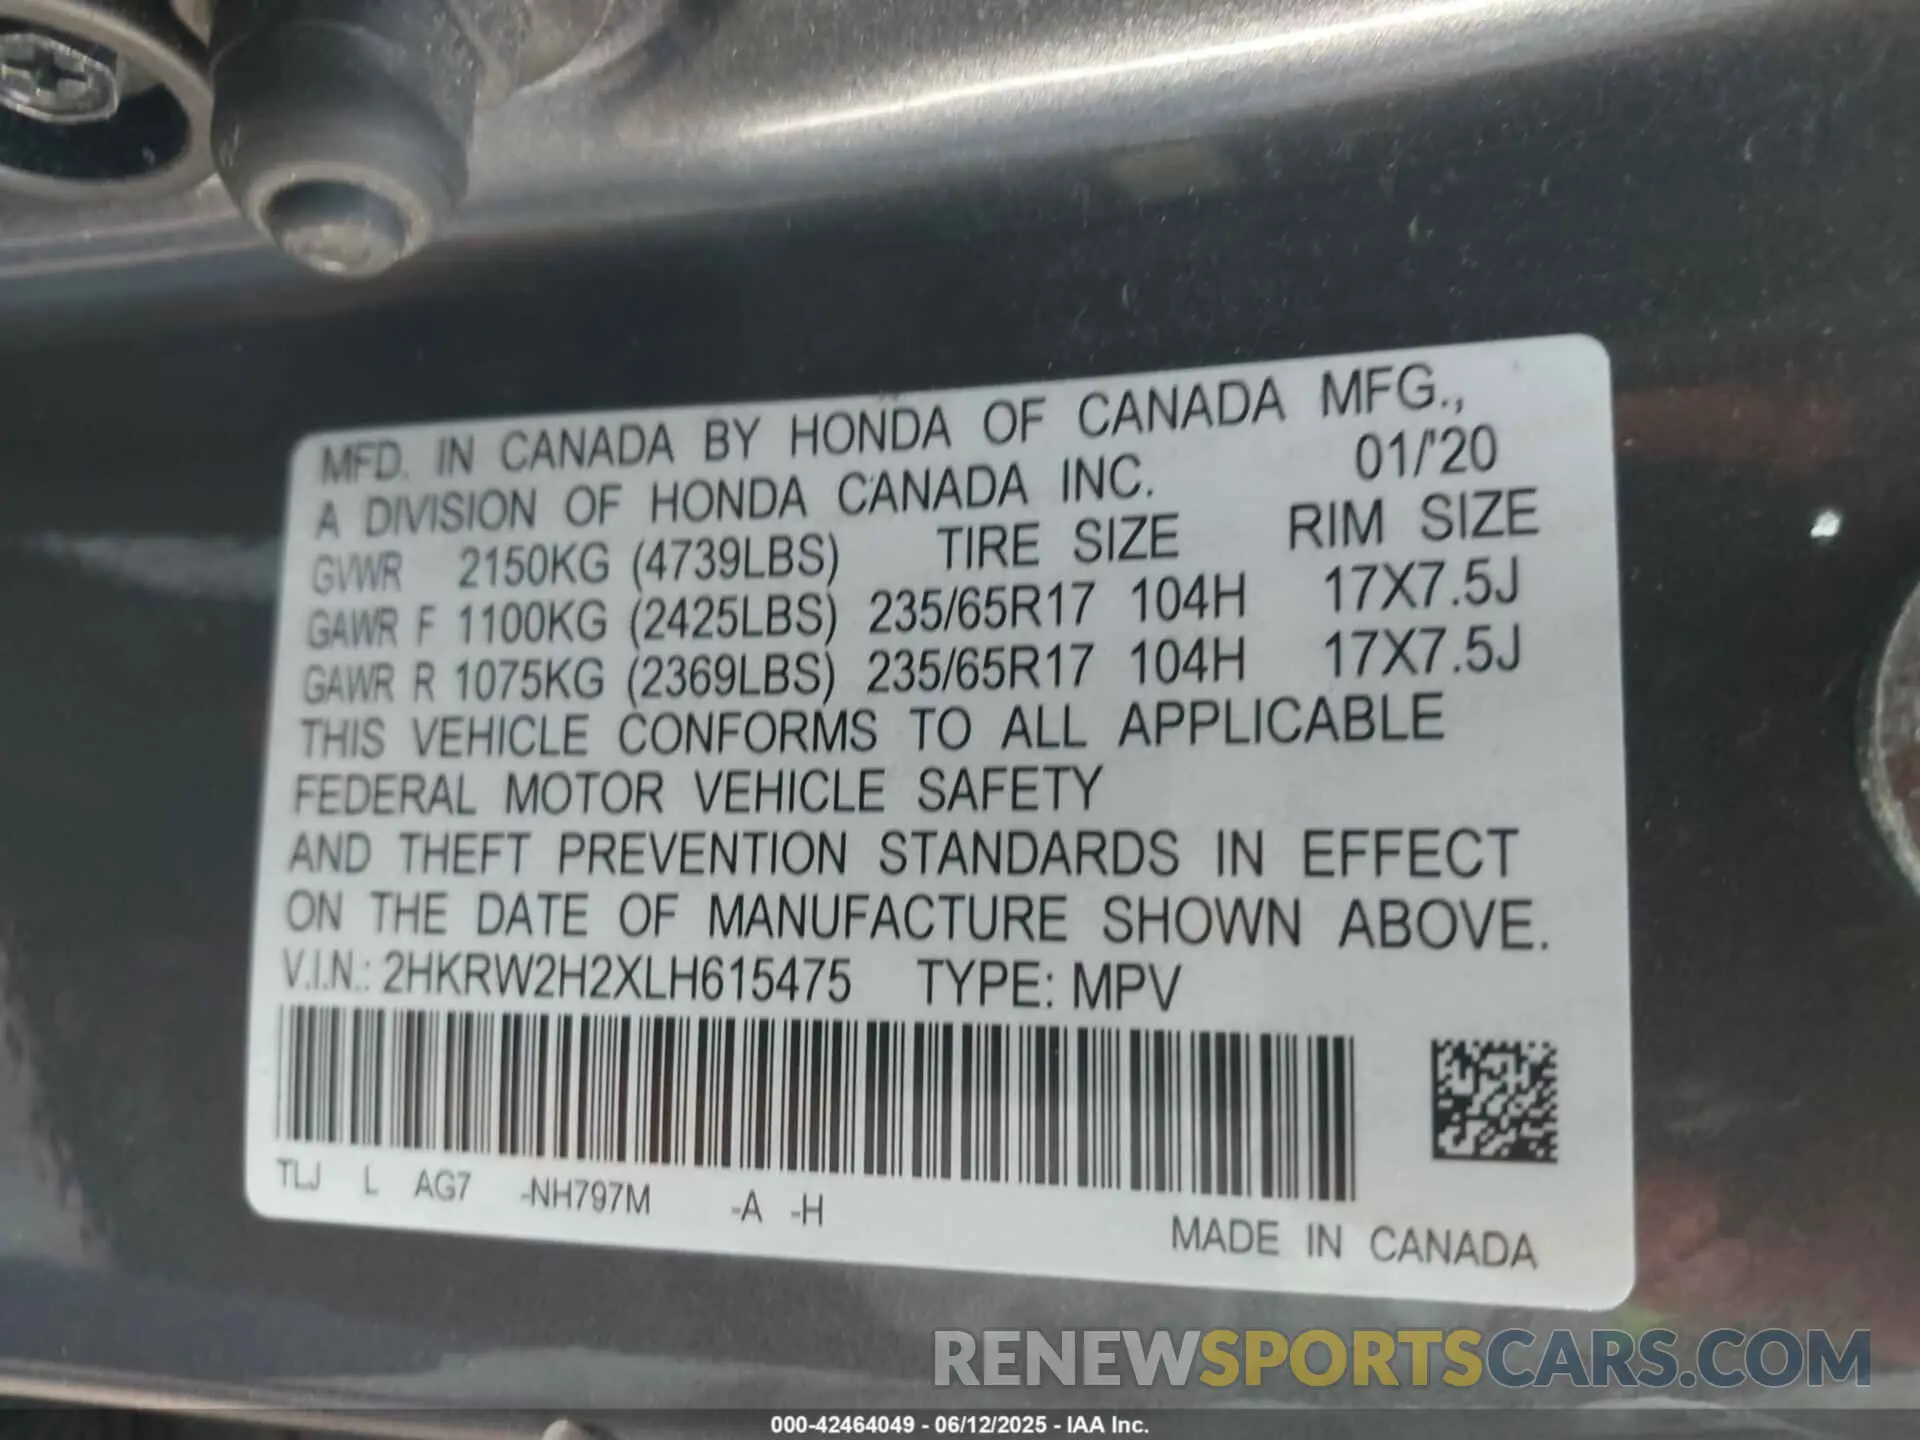 MFD. IN CANADA BY HONDA OF CANADA MFG.,
A DIVISION OF HONDA CANADA INC. 01/'20
GVWR 2150KG (4739LBS) TIRE SIZE RIM SIZE
GAWR F 1100KG (2425LBS) 235/65R17 104H 17X7.5J
GAWR R 1075KG (2369LBS) 235/65R17 104H 17X7.5J
THIS VEHICLE CONFORMS TO ALL APPLICABLE
FEDERAL MOTOR VEHICLE SAFETY
AND THEFT PREVENTION STANDARDS IN EFFECT
ON THE DATE OF MANUFACTURE SHOWN ABOVE.
V.I.N.: 2HKRW2H2XLH615475 TYPE: MPV
TLJ L AG7 -NH797M -A -H
MADE IN CANADA
RENEWSPORTSCARS.COM
000-42464049 - 06/12/2025 - IAA Inc.